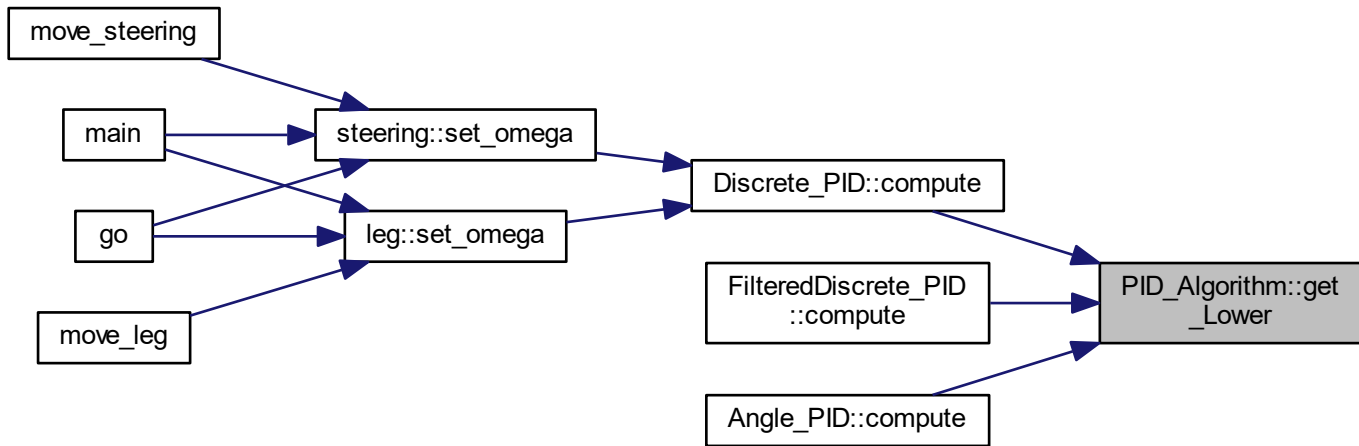 move_steering
main
steering::set_omega
Discrete_PID::compute
go
leg::set_omega
FilteredDiscrete_PID
::compute
PID_Algorithm::get
_Lower
move_leg
Angle_PID::compute